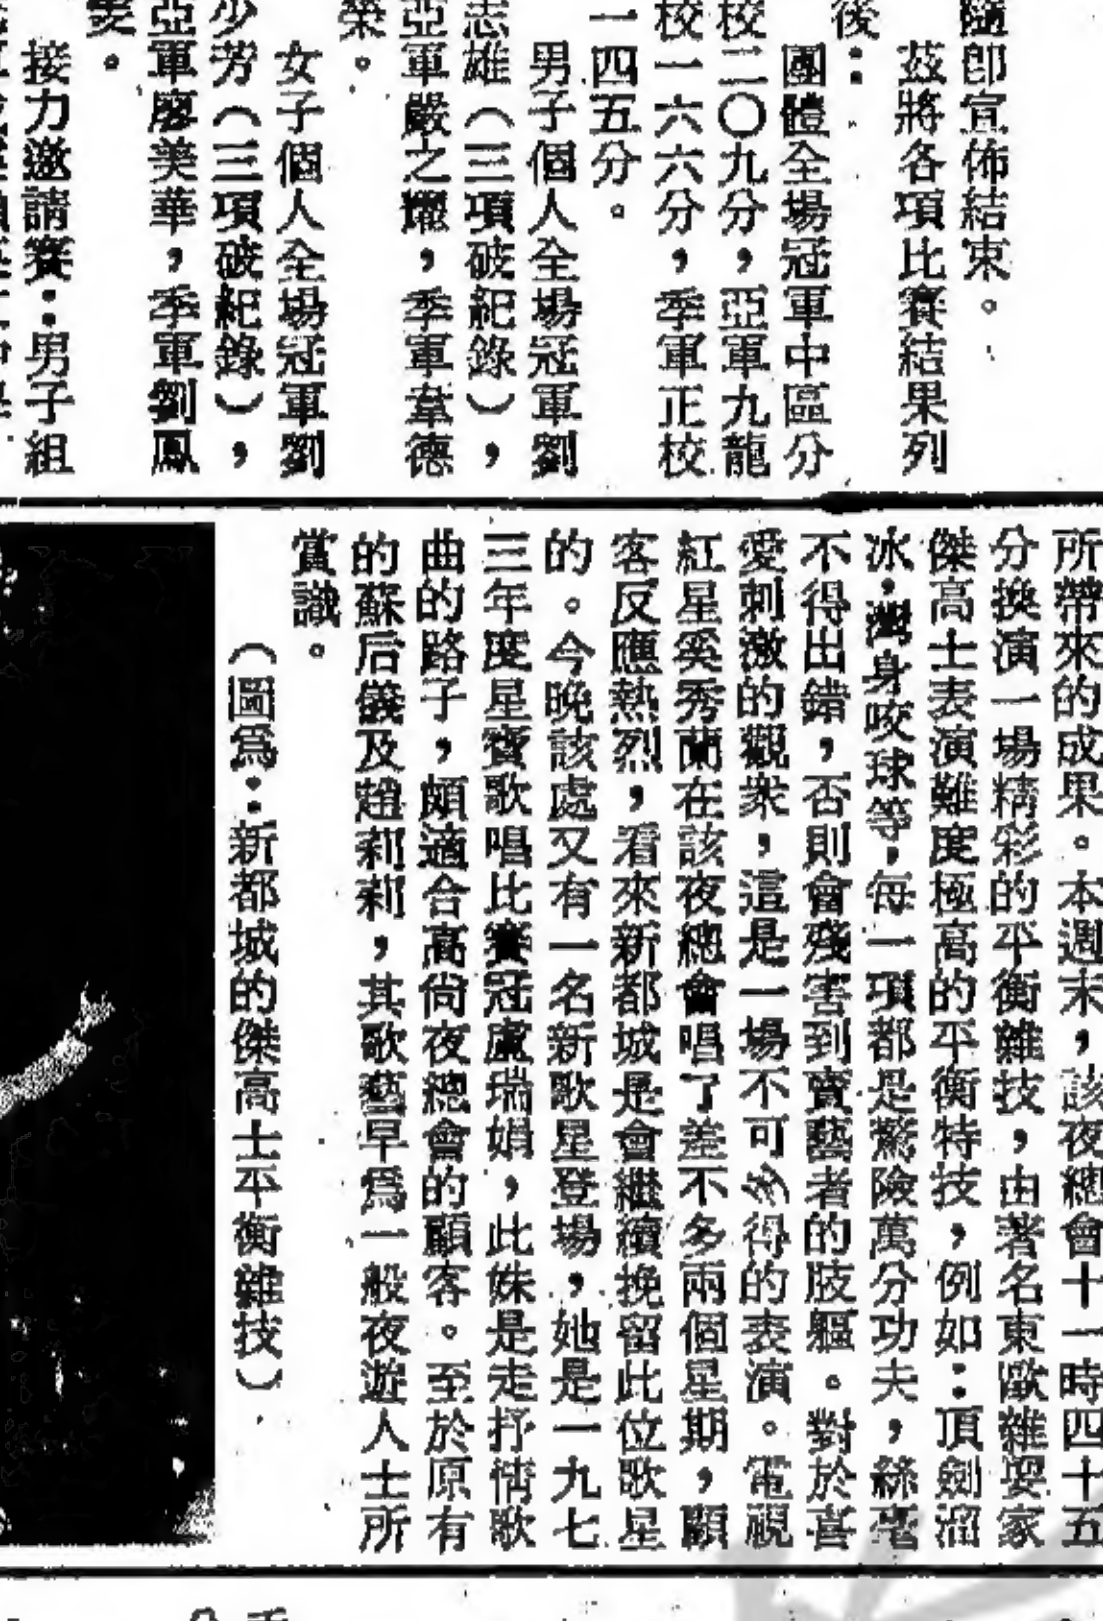 隨即宣佈結束。
茲將各項比賽結果列
後：
團體全場冠軍中區分
校二〇九分，亞軍九龍
校一六六分，季軍正校
一四五分。
男子個人全場冠軍劉
志雄（三項破紀錄），
亞軍嚴之耀，季軍韋德
榮。
女子個人全場冠軍劉
少芳（三項破紀錄），
亞軍廖美華，季軍劉鳳
雯。
接力邀請賽：男子組
所帶來的成果。本週末，該夜總會十一時四十五
分換演一場精彩的平衡雜技，由著名東歐雜耍家
傑高士表演難度極高的平衡特技，例如：頂劍溜
冰，彎身咬球等，每一項都是驚險萬分功夫，絲毫
不得出錯，否則會殘害到賣藝者的肢軀。對於喜
愛刺激的觀衆，這是一場不可多得的表演。電視
紅星奚秀蘭在該夜總會唱了差不多兩個星期，顧
客反應熱烈，看來新都城是會繼續挽留此位歌星
的。今晚該處又有一名新歌星登場，她是一九七
三年度星寶歌唱比賽冠盧瑞娟，此姝是走抒情歌
曲的路子，頗適合高尙夜總會的顧客。至於原有
的蘇后儀及趙莉莉，其歌藝早爲一般夜遊人士所
賞識。
（圖爲：新都城的傑高士平衡雜技）